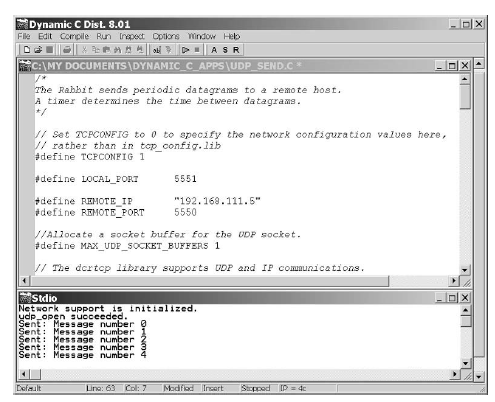 Dynamic C Dist. 8.01
File Edit Compile Run Inspect Options Window Help
A S R
C:\MY DOCUMENTS\DYNAMIC_C_APPS\UDP_SEND.C *
/*
The Rabbit sends periodic datagrams to a remote host.
A timer determines the time between datagrams.
*/
// Set TCPCONFIG to 0 to specify the network configuration values here,
// rather than in tcp_config.lib
#define TCPCONFIG 1
#define LOCAL_PORT 5551
#define REMOTE_IP "192.168.111.5"
#define REMOTE_PORT 5550
//Allocate a socket buffer for the UDP socket.
#define MAX_UDP_SOCKET_BUFFERS 1
// The dcrtcp library supports UDP and IP communications.
Stdio
Network support is initialized.
udp_open succeeded.
Sent: Message number 0
Sent: Message number 1
Sent: Message number 2
Sent: Message number 3
Sent: Message number 4
Default Line: 63 Col: 7 Modified Insert Stopped IP = 4c